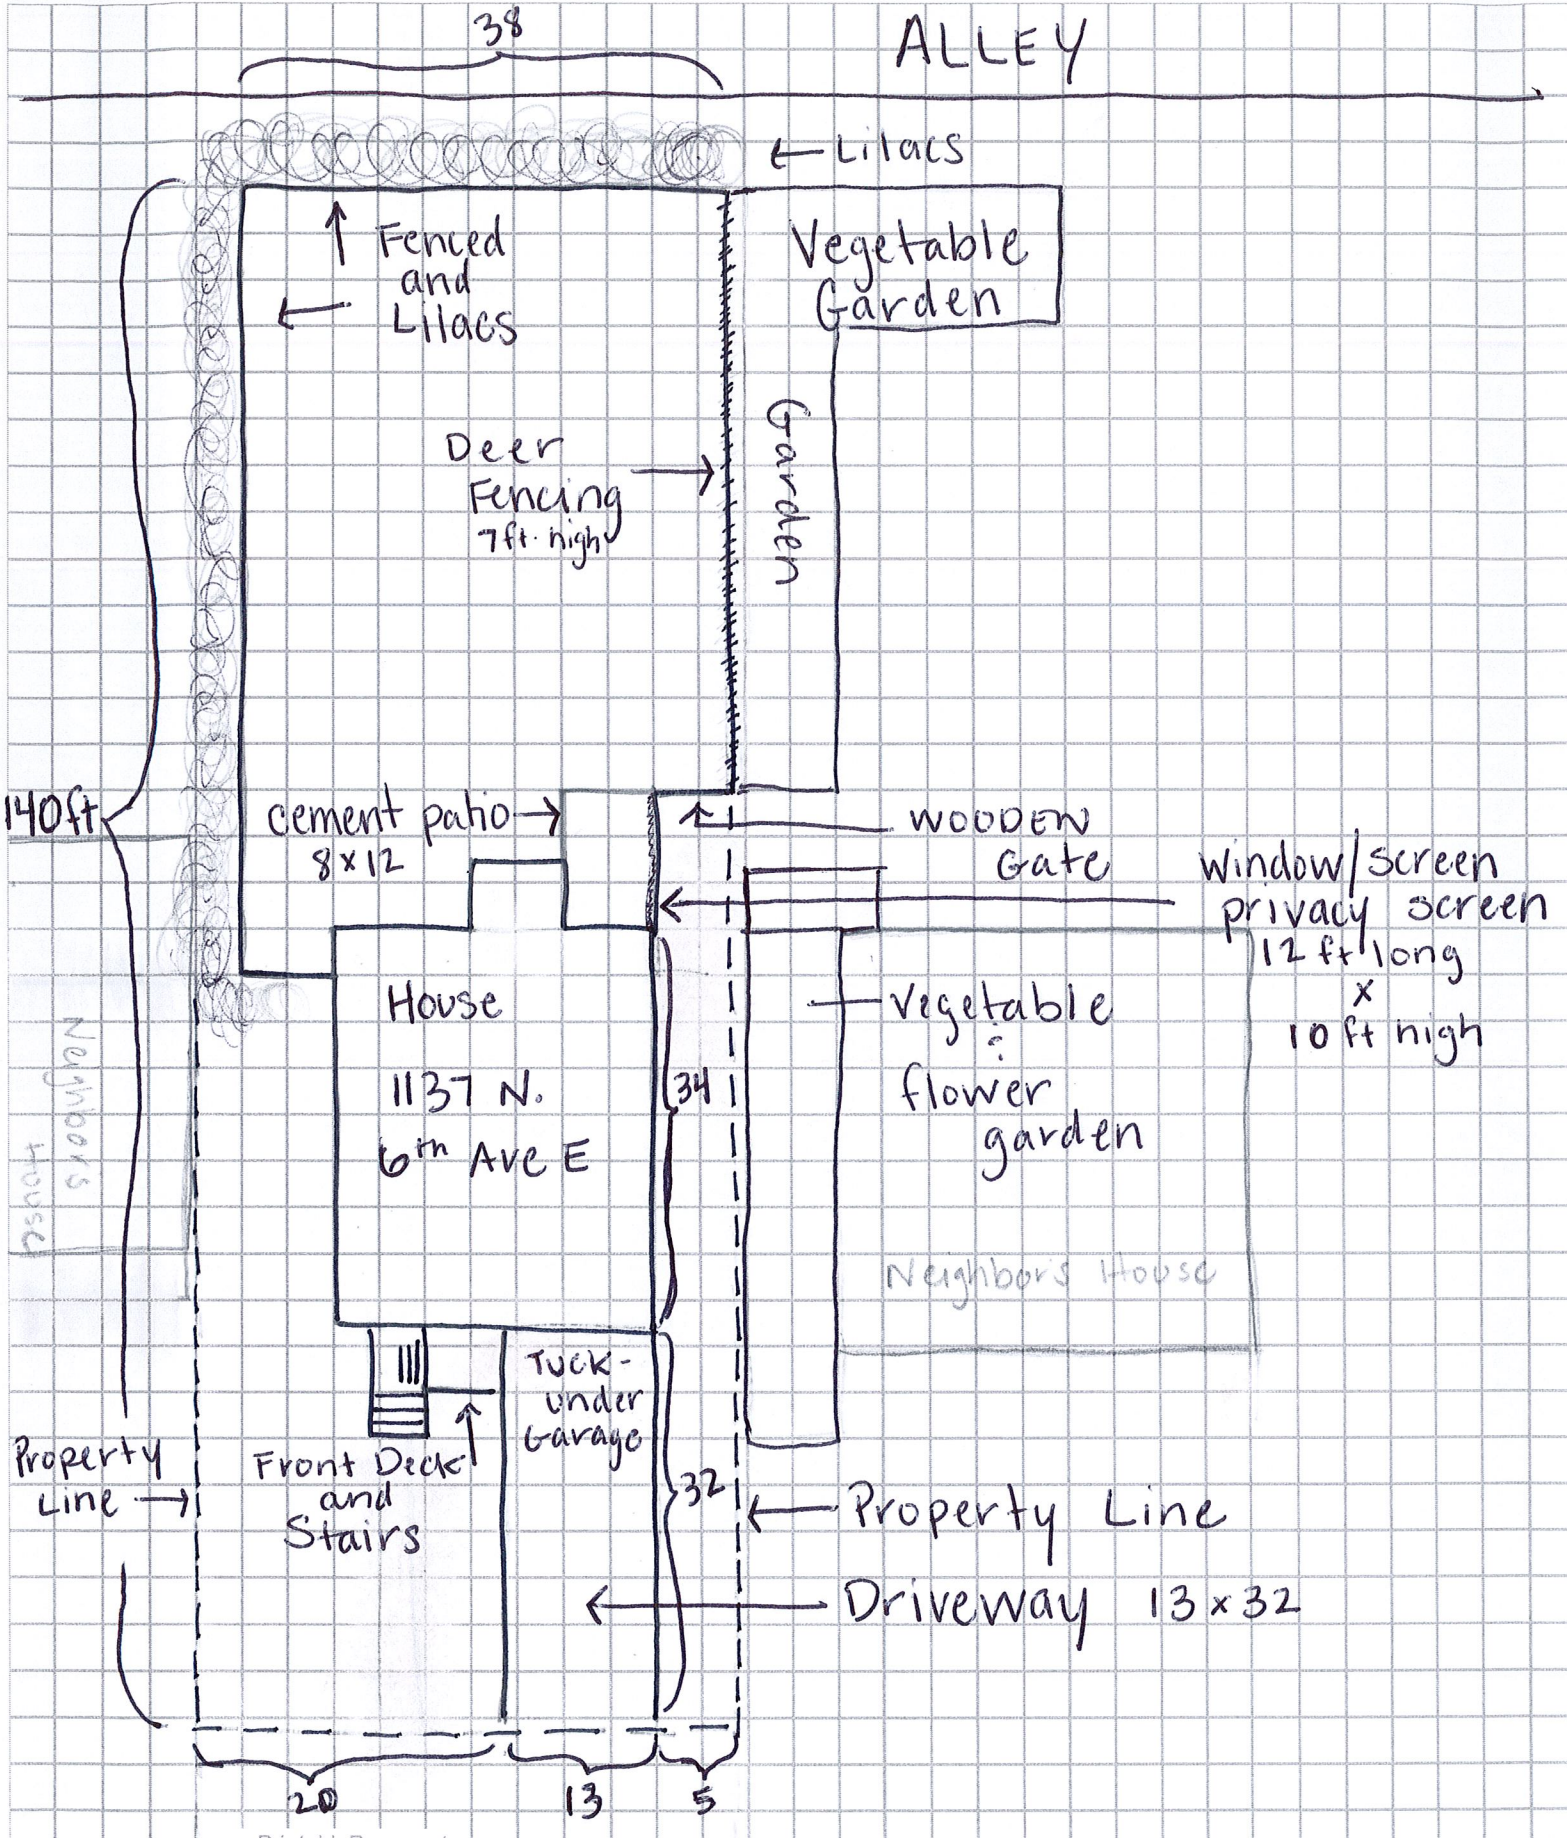 38
ALLEY
← Lilacs
Fenced
and
Lilacs
Vegetable
Garden
Deer
Fencing
7ft. high
Garden
140ft
cement patio
8x12
WOODEN
Gate
Window/screen
privacy screen
12 ft long
x
10 ft high
House
1137 N.
6th Ave E
34
Vegetable
:
flower
garden
Neighbors
House
Neighbors House
Tuck-
under
Garage
Front Deck
and
Stairs
32
Property
Line
Property Line
Driveway 13x32
20
13
5